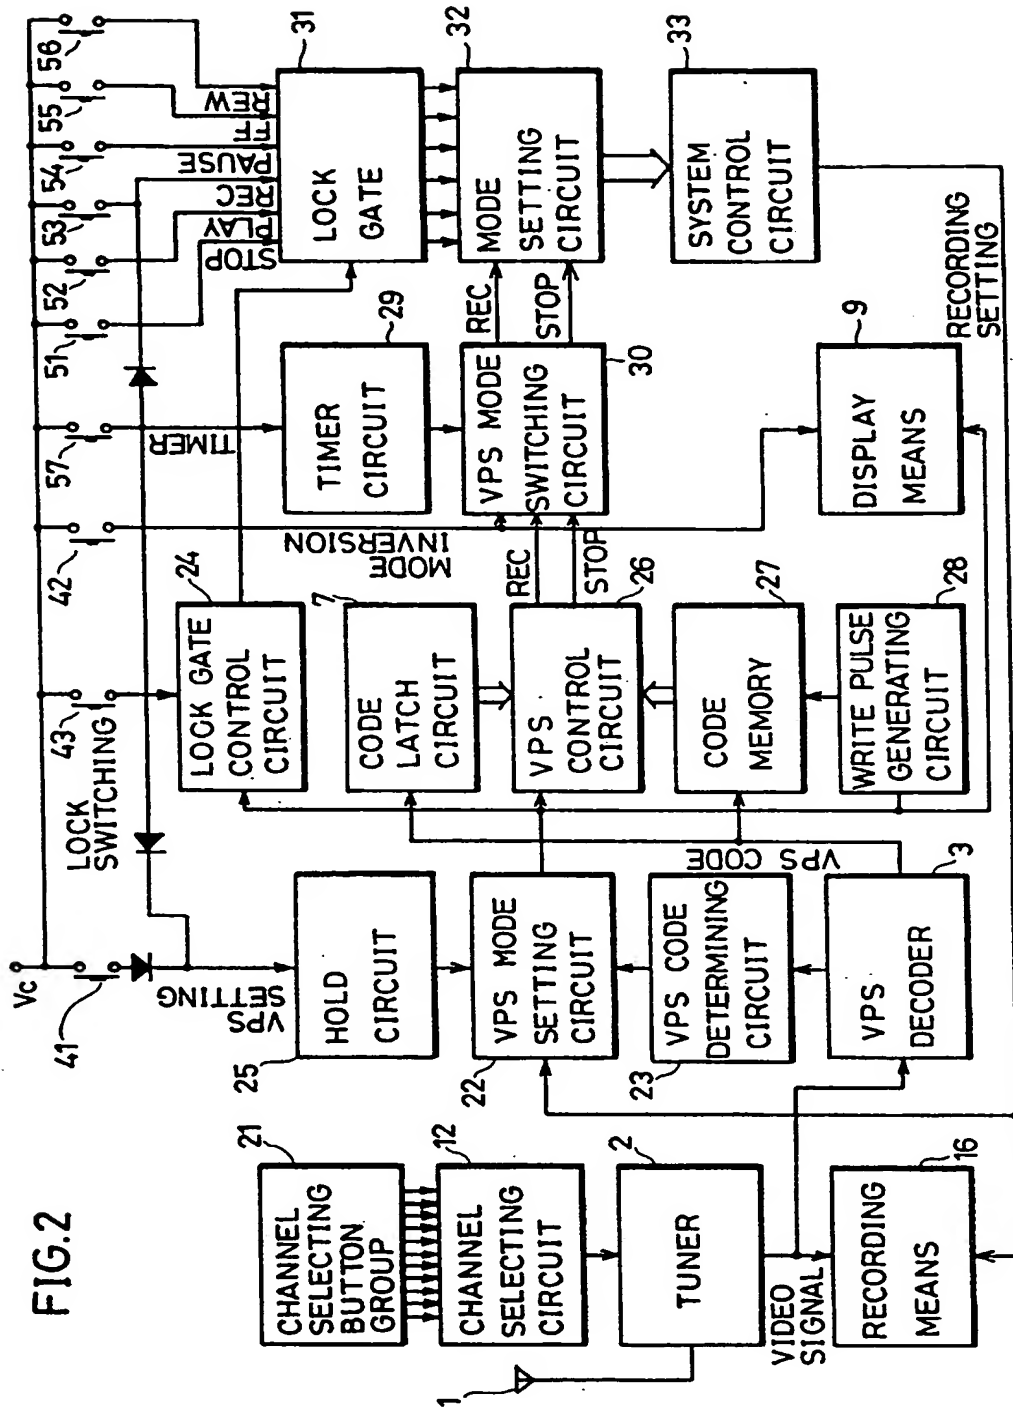 FIG.2
Vc
41
VPS
SETTING
LOCK
SWITCHING
43
42
57
51
52
53
54
55
56
MODE
INVERSION
TIMER
STOP
PLAY
REC
PAUSE
FF
REW
21
CHANNEL
SELECTING
BUTTON
GROUP
25
HOLD
CIRCUIT
24
LOCK GATE
CONTROL
CIRCUIT
29
TIMER
CIRCUIT
31
LOCK
GATE
12
CHANNEL
SELECTING
CIRCUIT
22
VPS MODE
SETTING
CIRCUIT
7
CODE
LATCH
CIRCUIT
30
VPS MODE
SWITCHING
CIRCUIT
REC
STOP
32
MODE
SETTING
CIRCUIT
1
2
TUNER
23
VPS CODE
DETERMINING
CIRCUIT
26
VPS
CONTROL
CIRCUIT
REC
STOP
33
SYSTEM
CONTROL
CIRCUIT
VPS CODE
27
CODE
MEMORY
VIDEO
SIGNAL
16
RECORDING
MEANS
3
VPS
DECODER
28
WRITE PULSE
GENERATING
CIRCUIT
9
DISPLAY
MEANS
RECORDING
SETTING